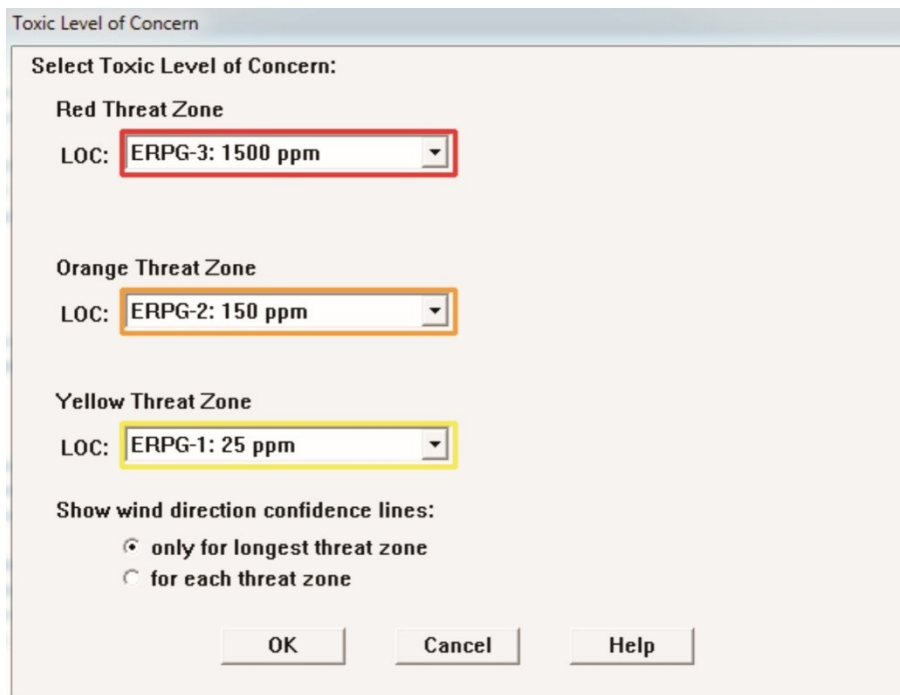 Toxic Level of Concern
Select Toxic Level of Concern:
Red Threat Zone
LOC: ERPG-3: 1500 ppm
Orange Threat Zone
LOC: ERPG-2: 150 ppm
Yellow Threat Zone
LOC: ERPG-1: 25 ppm
Show wind direction confidence lines:
only for longest threat zone
for each threat zone
OK Cancel Help